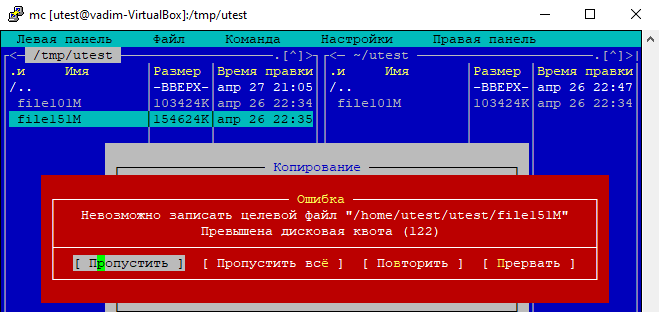 mc [utest@vadim-VirtualBox]:/tmp/utest
Левая панель Файл Команда Настройки Правая панель
<— /tmp/utest .[^]> <— ~/utest .[^]>
.и Имя Размер Время правки .и Имя Размер Время правки
/.. -ВВЕРХ- апр 27 21:05 /.. -ВВЕРХ- апр 26 22:47
file101M 103424K апр 26 22:34 file101M 103424K апр 26 22:34
file151M 154624K апр 26 22:35
Копирование
Ошибка
Невозможно записать целевой файл "/home/utest/utest/file151M"
Превышена дисковая квота (122)
[ Пропустить ] [ Пропустить всё ] [ Повторить ] [ Прервать ]